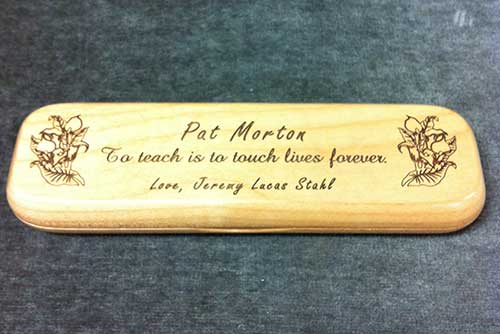 Pat Morton
To teach is to touch lives forever.
Love, Jeremy Lucas Stahl